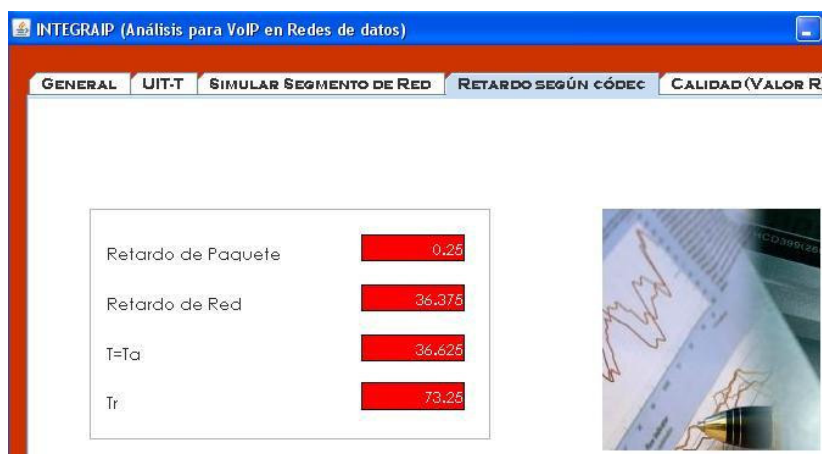 INTEGRAIP (Análisis para VoIP en Redes de datos)
GENERAL UIT-T SIMULAR SEGMENTO DE RED RETARDO SEGÚN CÓDEC CALIDAD (VALOR R
Retardo de Paquete 0.25
Retardo de Red 36.375
T=Ta 36.625
Tr 73.25